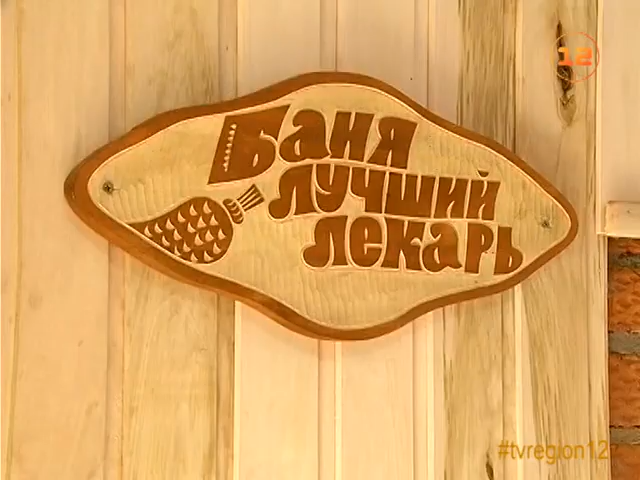 12
Баня
лучший
лекарь
#tvregion12